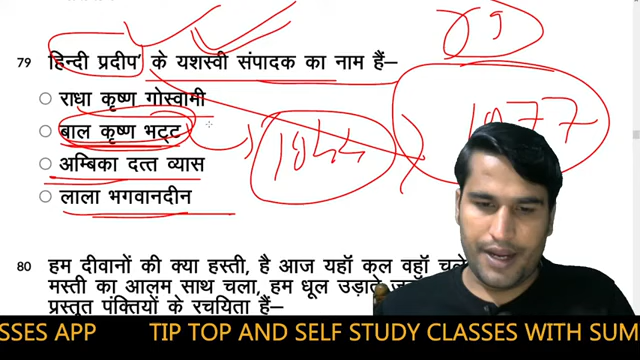 79 हिन्दी प्रदीप' के यशस्वी संपादक का नाम हैं–
राधा कृष्ण गोस्वामी
बाल कृष्ण भट्ट
अम्बिका दत्त व्यास
लाला भगवानदीन
1844
1877
80 हम दीवानों की क्या हस्ती, है आज यहॉ कल वहॉ चले
मस्ती का आलम साथ चला, हम धूल उड़ाते
प्रस्तुत पंक्तियों के रचयिता हैं–
SSES APP TIP TOP AND SELF STUDY CLASSES WITH SUM